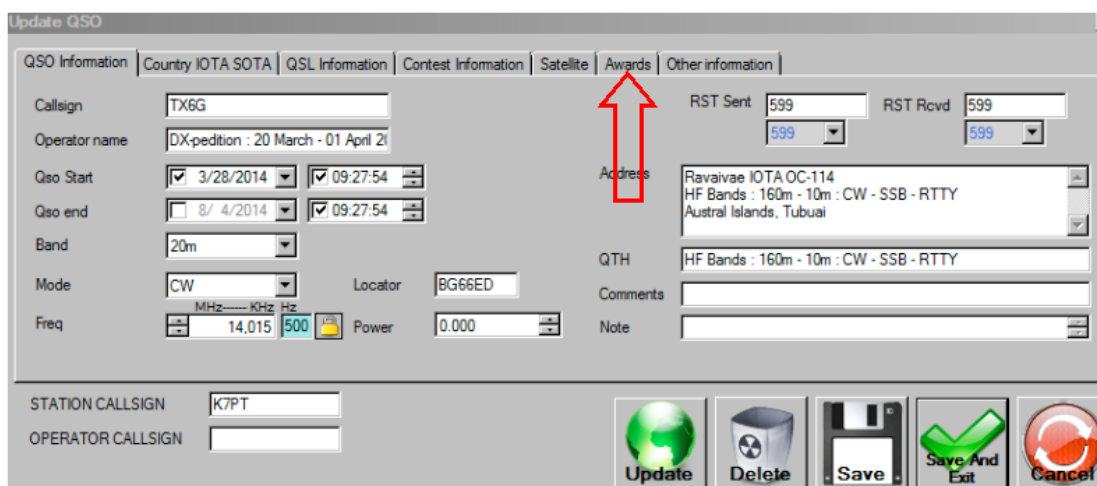 Update QSO
QSO Information Country IOTA SOTA QSL Information Contest Information Satellite Awards Other information
Callsign TX6G RST Sent 599 RST Rcvd 599
599 599
Operator name DX-pedition : 20 March - 01 April 20
Qso Start 3/28/2014 09:27:54
Address Ravaivae IOTA OC-114
HF Bands : 160m - 10m : CW - SSB - RTTY
Austral Islands, Tubuai
Qso end 8/ 4/2014 09:27:54
Band 20m
QTH HF Bands : 160m - 10m : CW - SSB - RTTY
Mode CW Locator BG66ED
Comments
MHz------ KHz Hz
Freq 14,015 500 Power 0.000
Note
STATION CALLSIGN K7PT
OPERATOR CALLSIGN
Update Delete Save Save And Exit Cancel